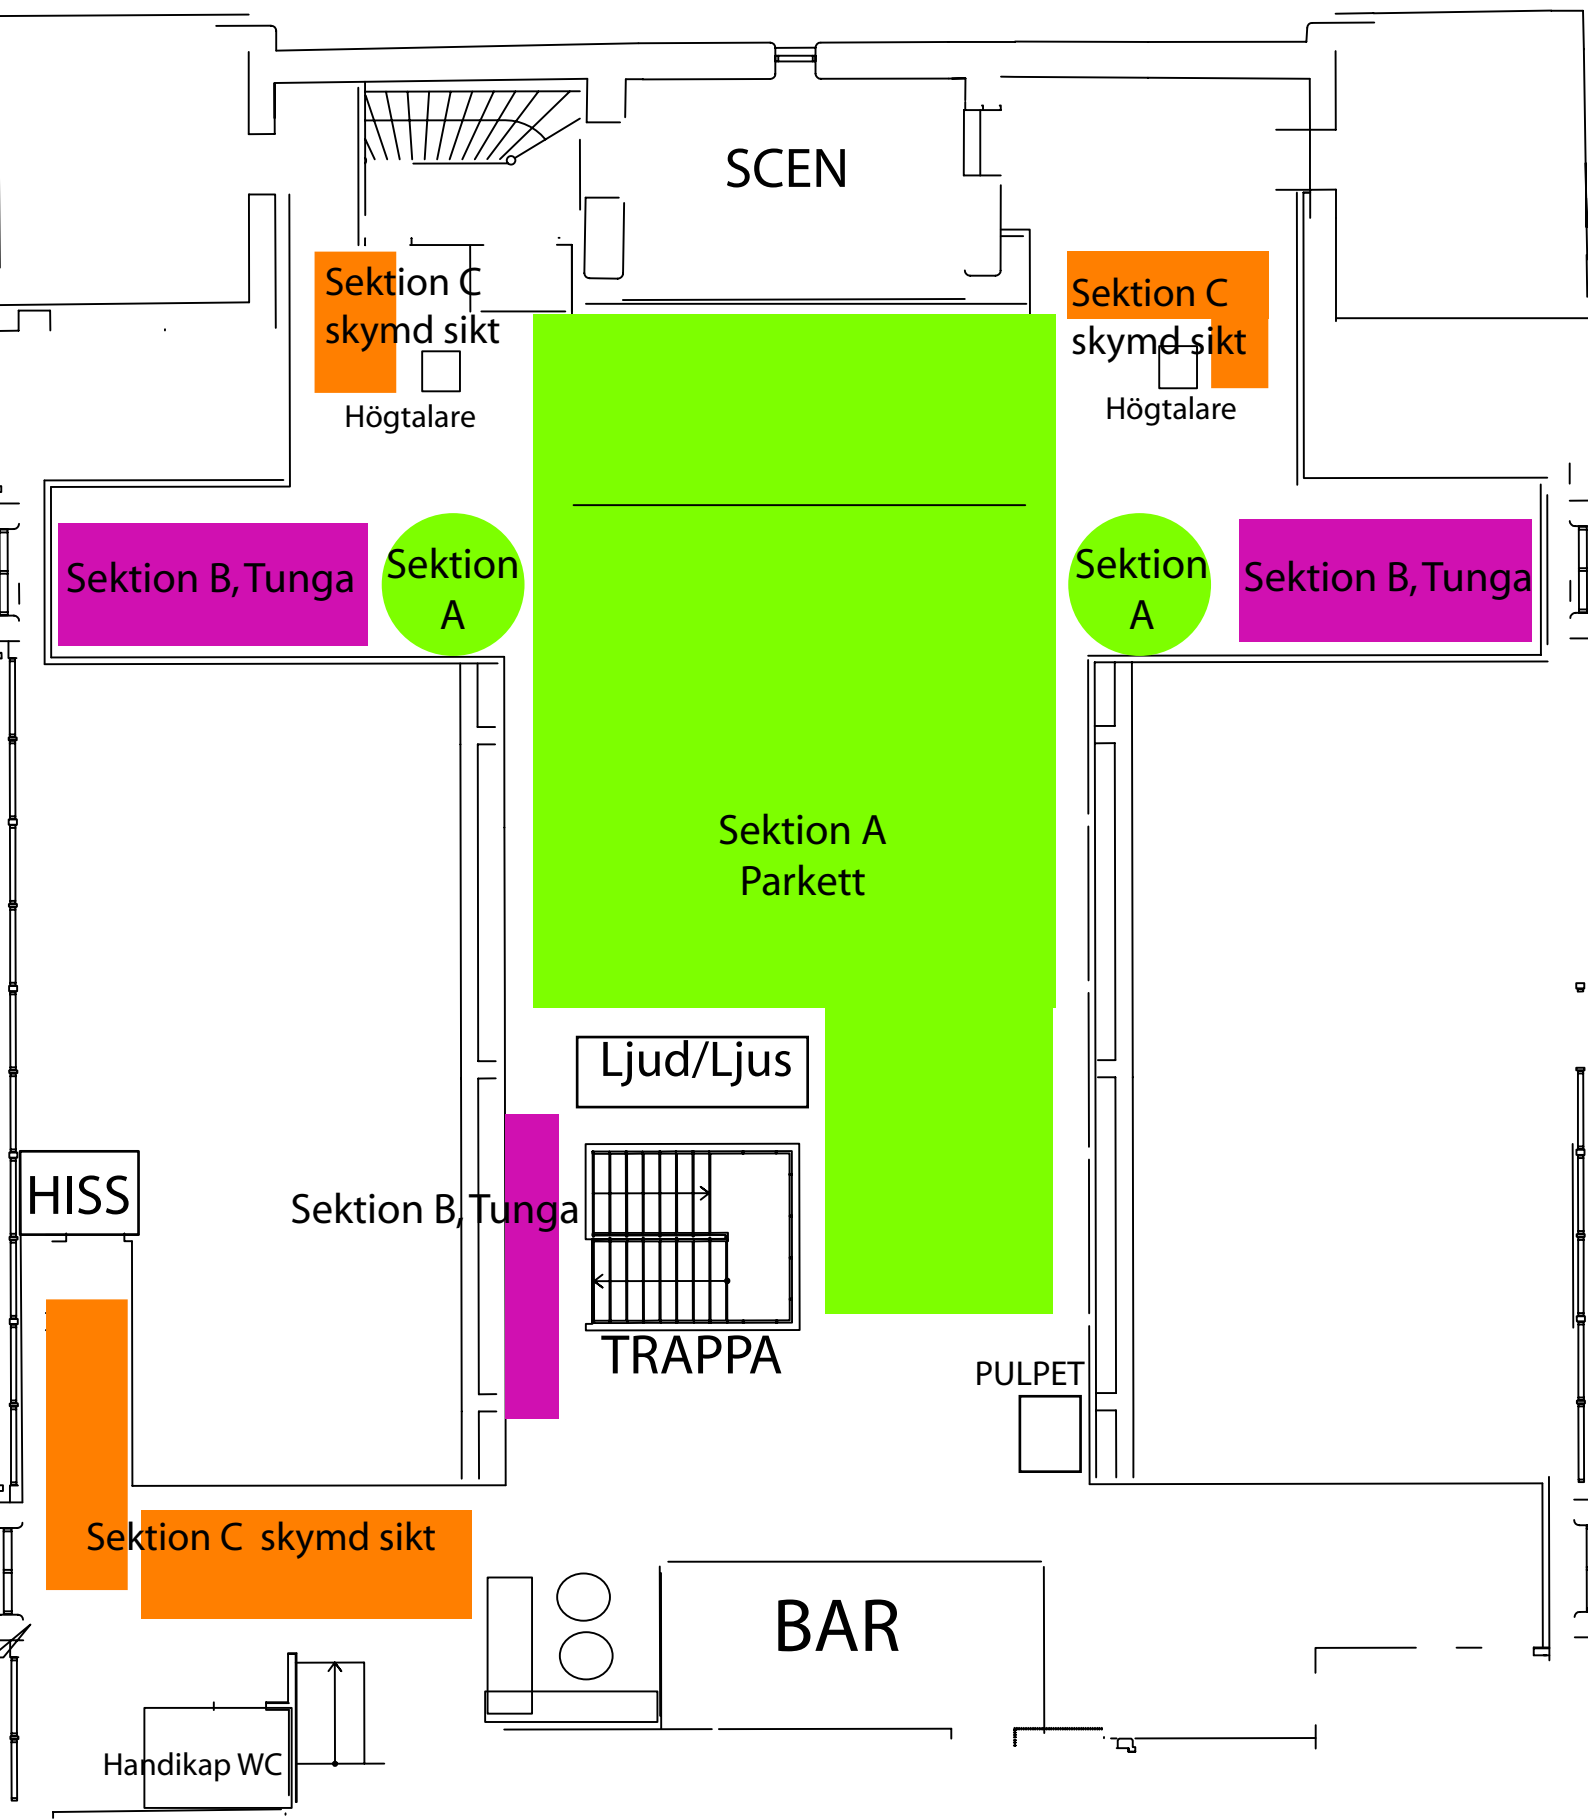 SCEN
Sektion C
skymd sikt
Högtalare
Sektion C
skymd sikt
Högtalare
Sektion B, Tunga
Sektion
A
Sektion
A
Sektion B, Tunga
Sektion A
Parkett
Ljud/Ljus
HISS
Sektion B, Tunga
TRAPPA
PULPET
Sektion C skymd sikt
BAR
Handikap WC